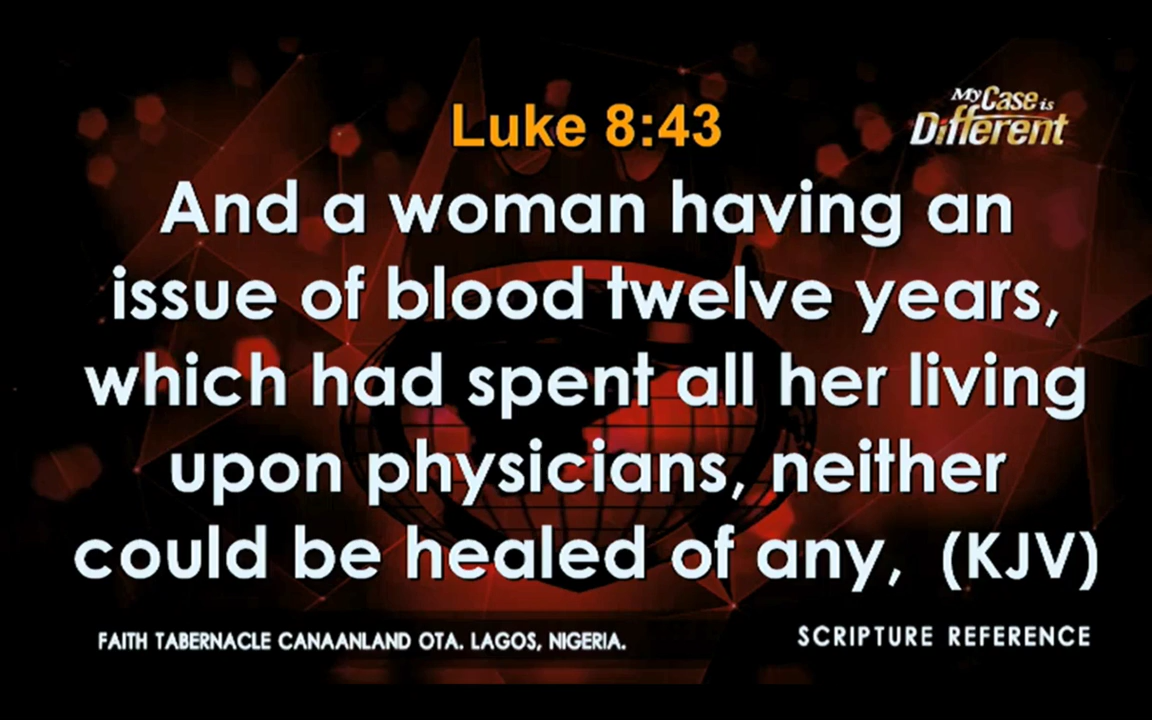 Luke 8:43
My Case is
Different
And a woman having an
issue of blood twelve years,
which had spent all her living
upon physicians, neither
could be healed of any, (KJV)
FAITH TABERNACLE CANAANLAND OTA. LAGOS, NIGERIA.
SCRIPTURE REFERENCE